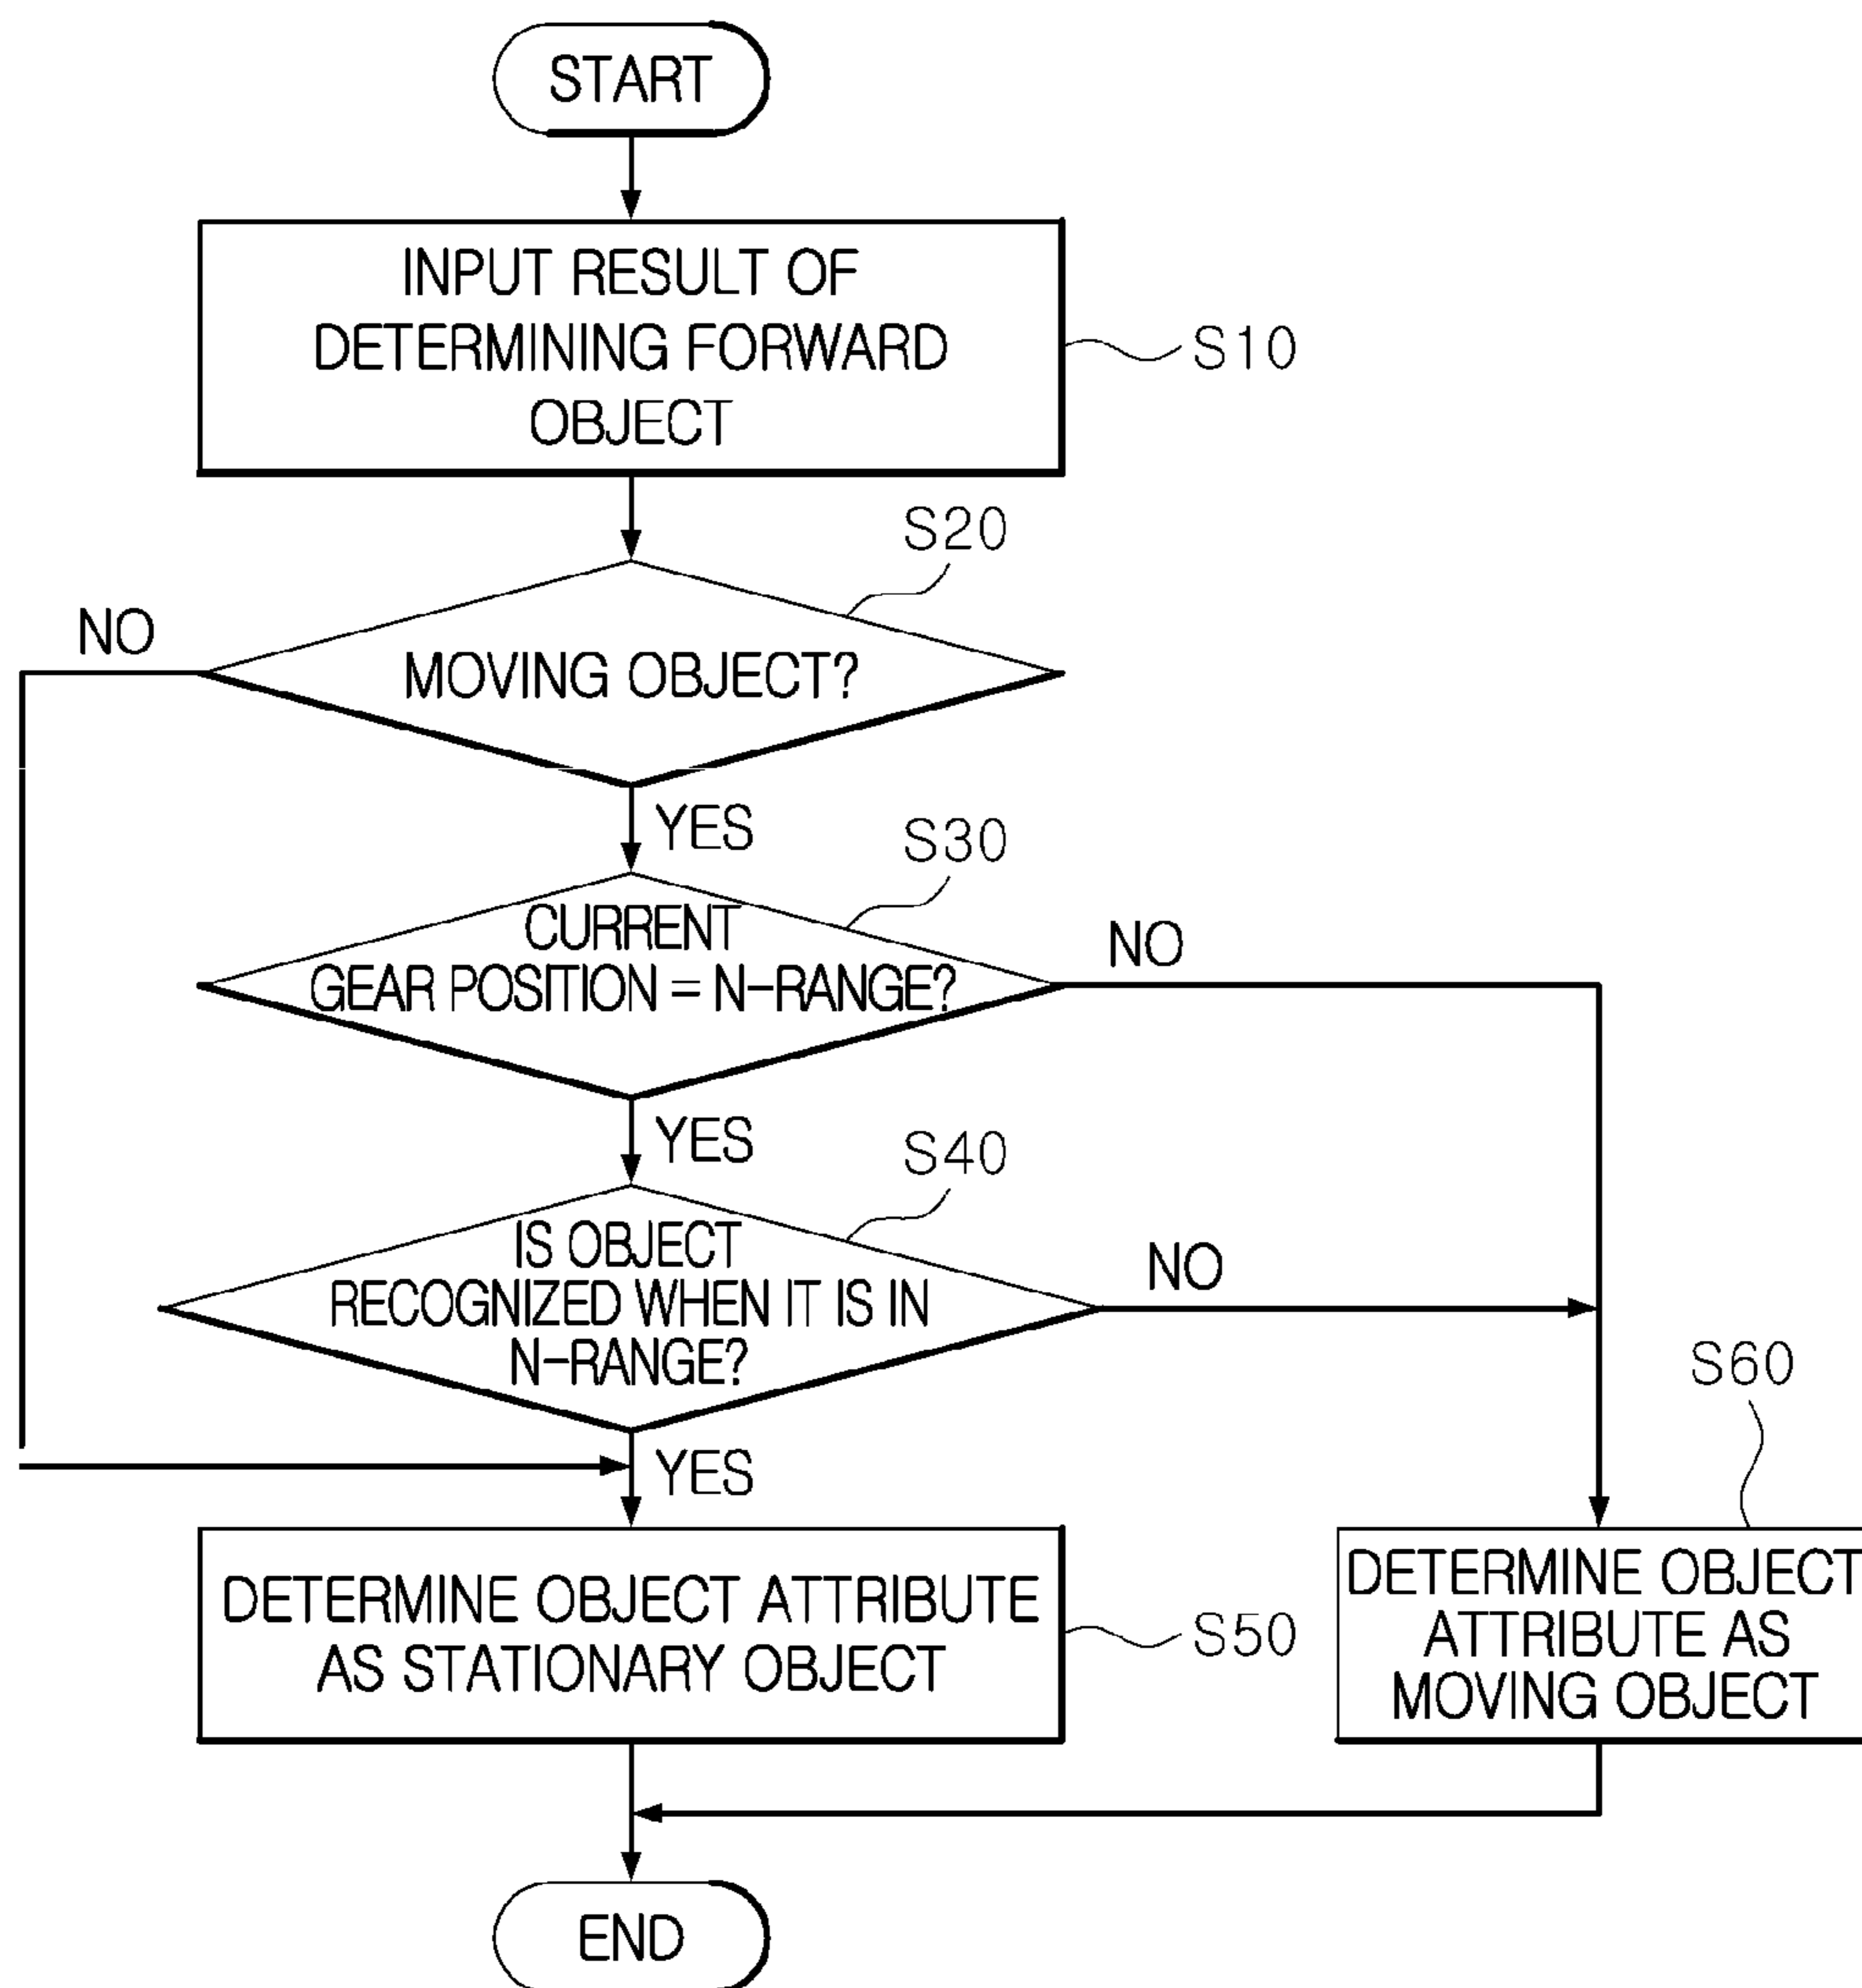 START
INPUT RESULT OF
DETERMINING FORWARD
OBJECT
S10
S20
NO
MOVING OBJECT?
YES
S30
CURRENT
GEAR POSITION = N-RANGE?
NO
YES
S40
IS OBJECT
RECOGNIZED WHEN IT IS IN
N-RANGE?
NO
YES
S60
DETERMINE OBJECT ATTRIBUTE
AS STATIONARY OBJECT
S50
DETERMINE OBJECT
ATTRIBUTE AS
MOVING OBJECT
END